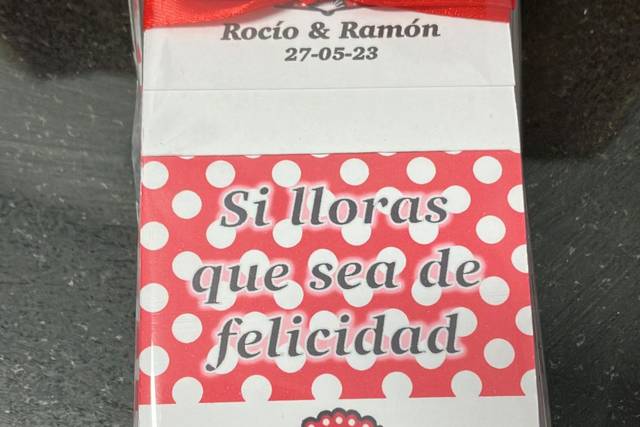 Rocío & Ramón
27-05-23
Si lloras
que sea de
felicidad